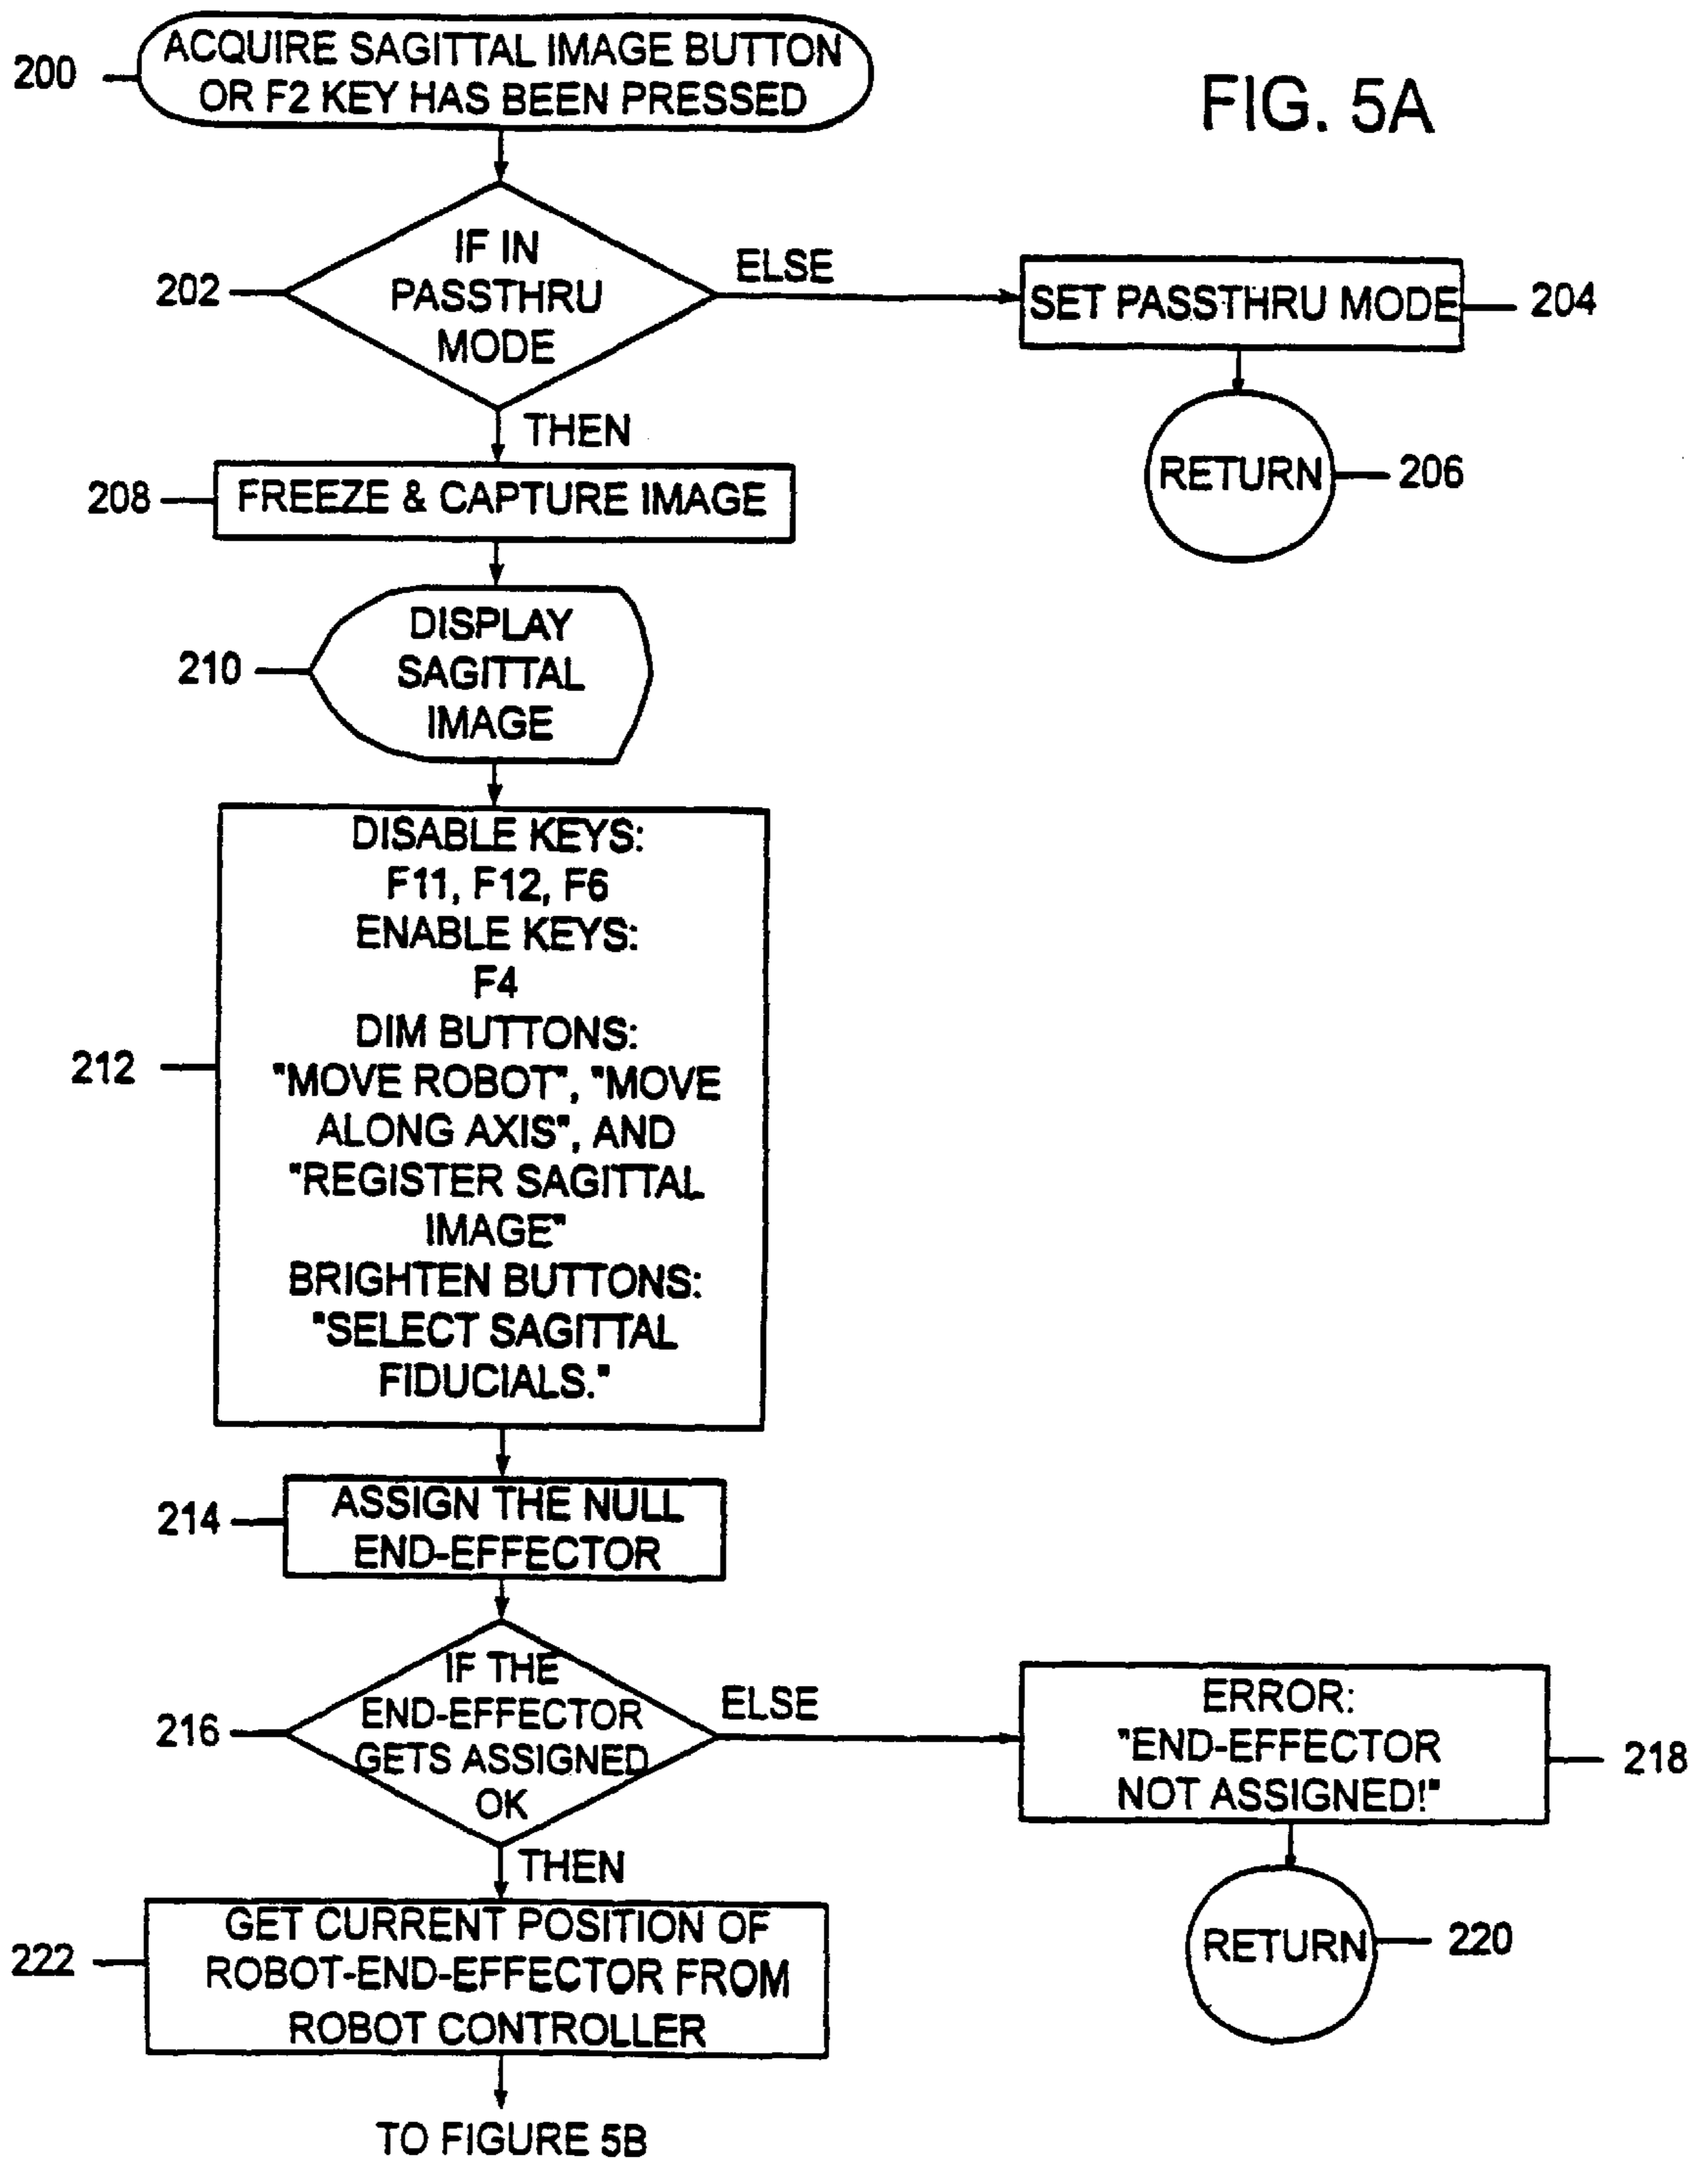 200
ACQUIRE SAGITTAL IMAGE BUTTON
OR F2 KEY HAS BEEN PRESSED
FIG. 5A
202
IF IN
PASSTHRU
MODE
ELSE
SET PASSTHRU MODE
204
RETURN
206
THEN
208
FREEZE & CAPTURE IMAGE
210
DISPLAY
SAGITTAL
IMAGE
212
DISABLE KEYS:
F11, F12, F6
ENABLE KEYS:
F4
DIM BUTTONS:
"MOVE ROBOT", "MOVE
ALONG AXIS", AND
"REGISTER SAGITTAL
IMAGE"
BRIGHTEN BUTTONS:
"SELECT SAGITTAL
FIDUCIALS."
214
ASSIGN THE NULL
END-EFFECTOR
216
IF THE
END-EFFECTOR
GETS ASSIGNED
OK
ELSE
ERROR:
"END-EFFECTOR
NOT ASSIGNED!"
218
RETURN
220
THEN
222
GET CURRENT POSITION OF
ROBOT-END-EFFECTOR FROM
ROBOT CONTROLLER
TO FIGURE 5B